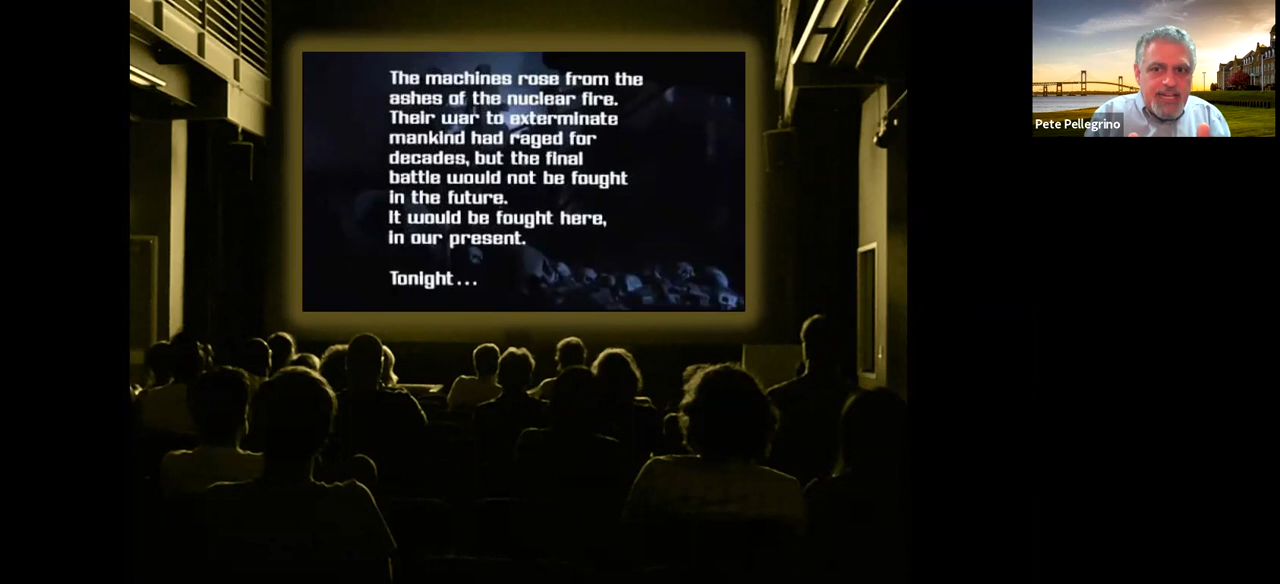 The machines rose from the
ashes of the nuclear fire.
Their war to exterminate
mankind had raged for
decades, but the final
battle would not be fought
in the future.
It would be fought here,
in our present.
Tonight...
Pete Pellegrino